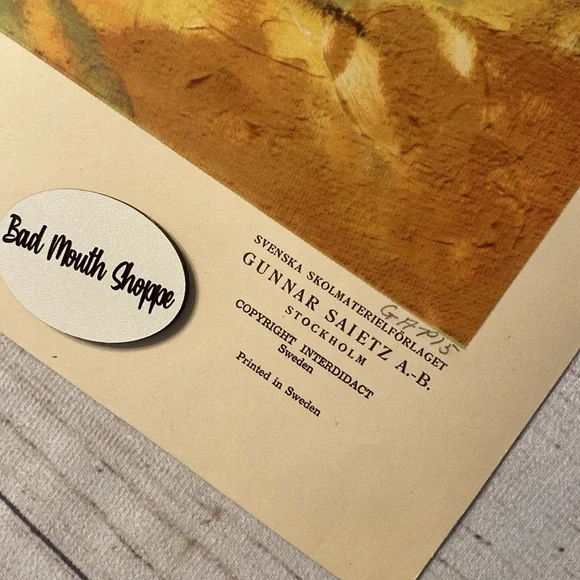 Bad Mouth Shoppe
SVENSKA SKOLMATERIELFÖRLAGET
GUNNAR SAIETZ A.-B.
STOCKHOLM
COPYRIGHT INTERDIDACT
Sweden
Printed in Sweden